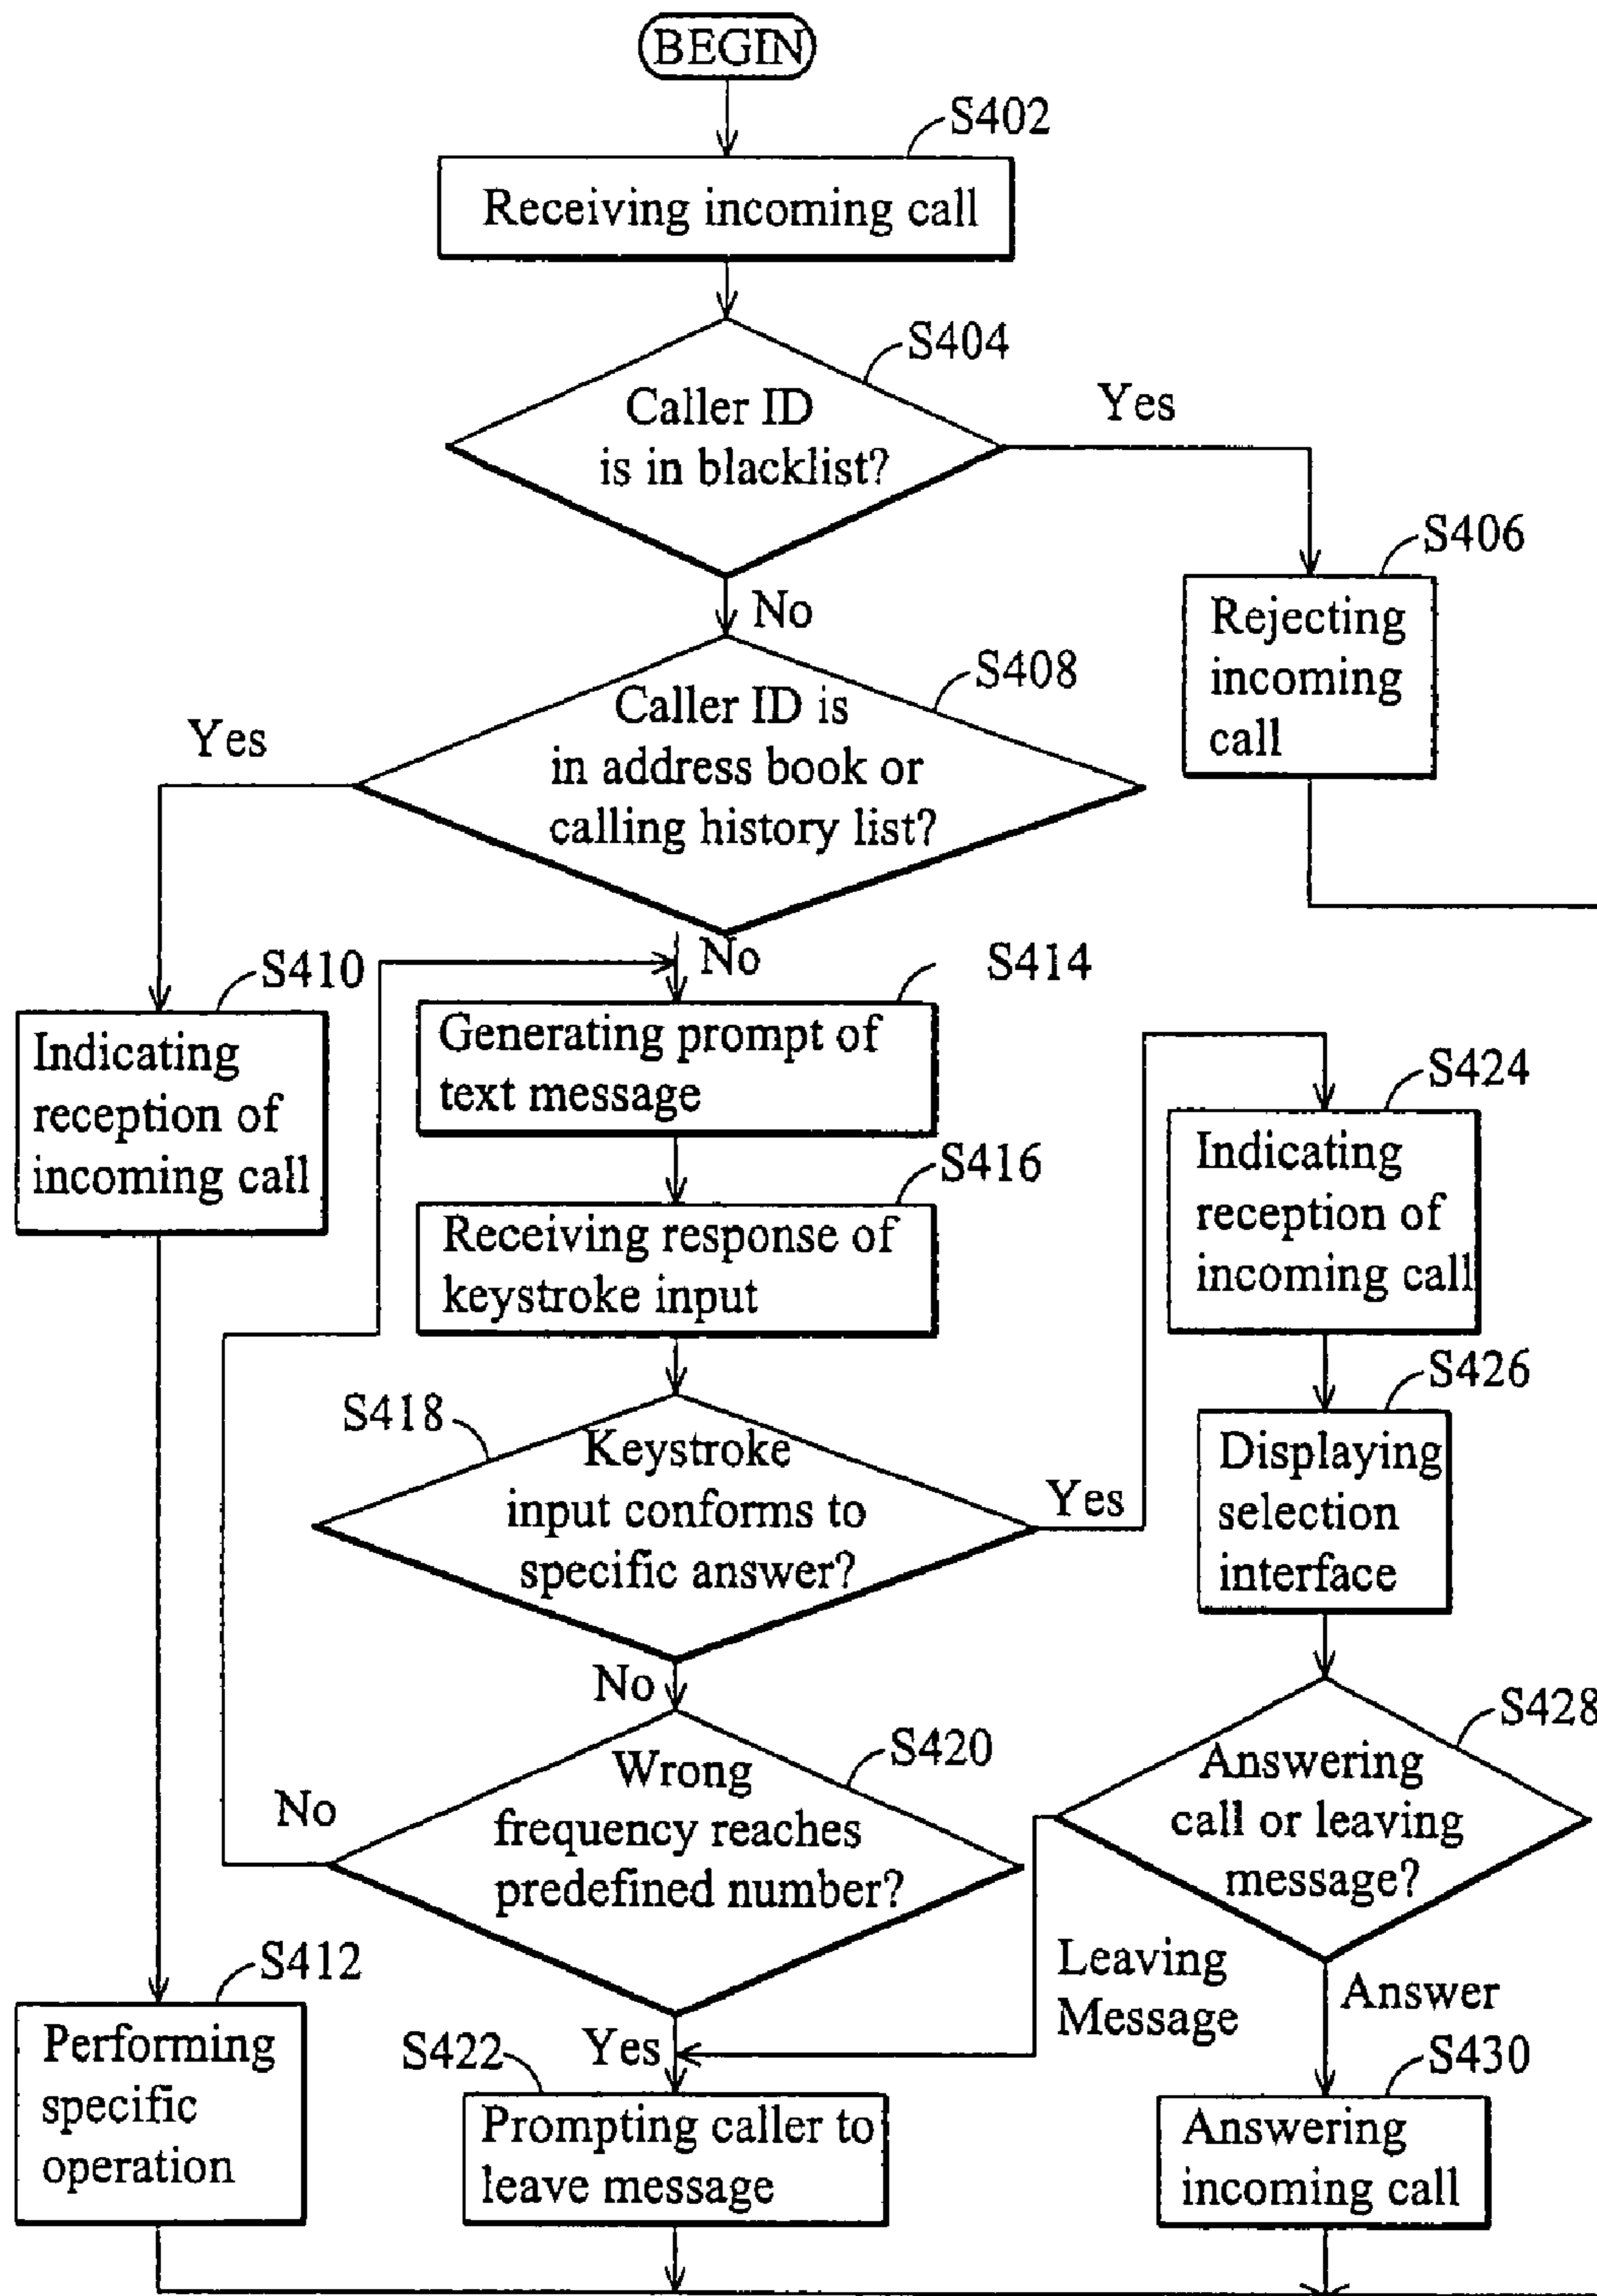 BEGIN
S402
Receiving incoming call
S404
Caller ID
is in blacklist?
Yes
S406
Rejecting
incoming
call
No
S408
Caller ID is
in address book or
calling history list?
Yes
No
S410
Indicating
reception of
incoming call
S414
Generating prompt of
text message
S416
Receiving response of
keystroke input
S418
Keystroke
input conforms to
specific answer?
Yes
S424
Indicating
reception of
incoming call
S426
Displaying
selection
interface
No
S420
Wrong
frequency reaches
predefined number?
No
S428
Answering
call or leaving
message?
Leaving
Message
Answer
S412
Performing
specific
operation
Yes
S422
Prompting caller to
leave message
S430
Answering
incoming call